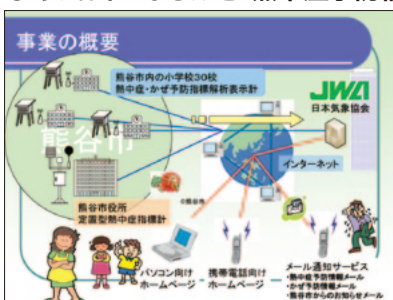 事業の概要
熊谷市内の小学校30校
熱中症・かぜ予防指標解析表示計
JWA
日本気象協会
熊谷市
インターネット
©熊谷市
熊谷市役所
定置型熱中症指標計
パソコン向け
ホームページ
携帯電話向け
ホームページ
メール通知サービス
・熱中症予防情報メール
・かぜ予防情報メール
・熊谷市からのお知らせメール